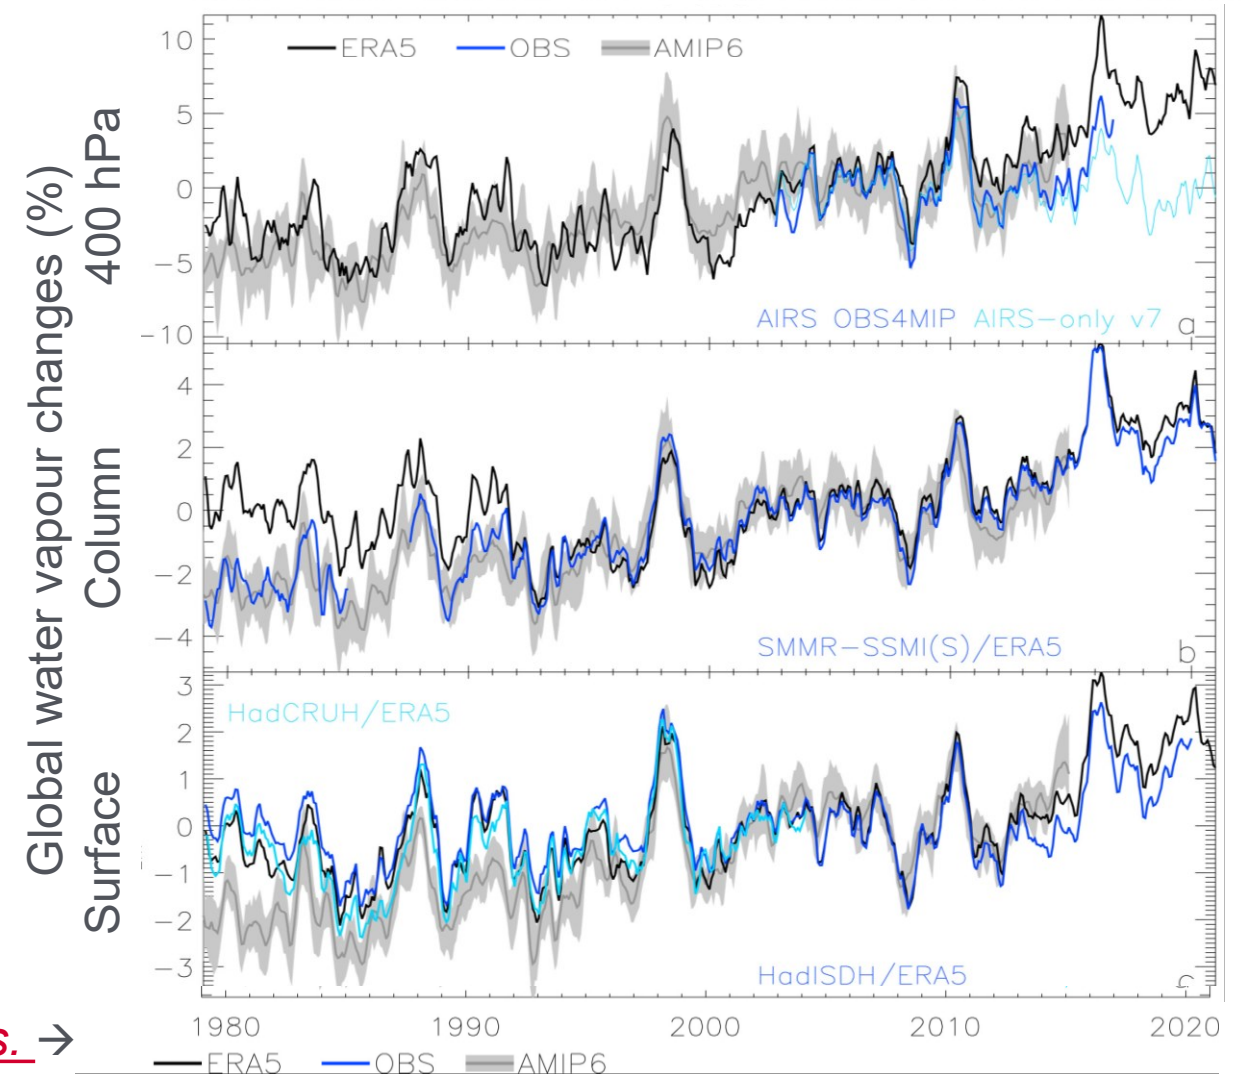 10
ERA5 OBS AMIP6
5
0
−5
−10
AIRS OBS4MIP AIRS−only v7 a
4
2
0
−2
−4
SMMR−SSMI(S)/ERA5 b
3
HadCRUH/ERA5
2
1
0
−1
−2
−3
HadISDH/ERA5 c
Global water vapour changes (%)
400 hPa
Column
Surface
1980 1990 2000 2010 2020
s. →
ERA5 OBS AMIP6